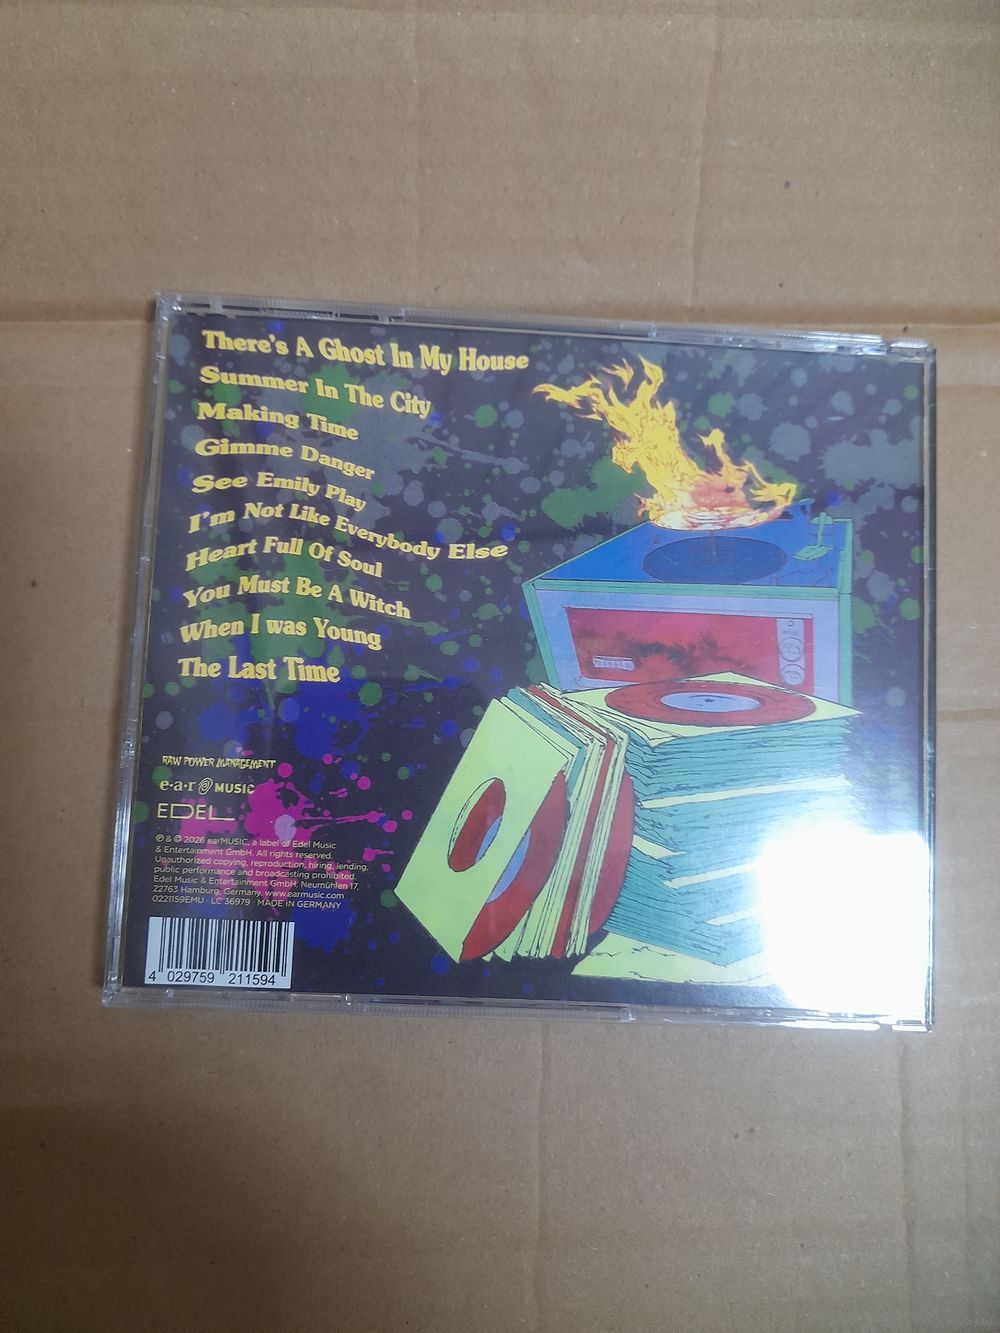 There's A Ghost In My House
Summer In The City
Making Time
Gimme Danger
See Emily Play
I'm Not Like Everybody Else
Heart Full Of Soul
You Must Be A Witch
When I was Young
The Last Time
RAW POWER MANAGEMENT
e·a·r MUSIC
EDEL
℗ & © 2026 earMUSIC, a label of Edel Music
& Entertainment GmbH. All rights reserved.
Unauthorized copying, reproduction, hiring, lending,
public performance and broadcasting prohibited.
Edel Music & Entertainment GmbH, Neumühlen 17,
22763 Hamburg, Germany. www.earmusic.com
0221159EMU · LC 36979 · MADE IN GERMANY
4 029759 211594